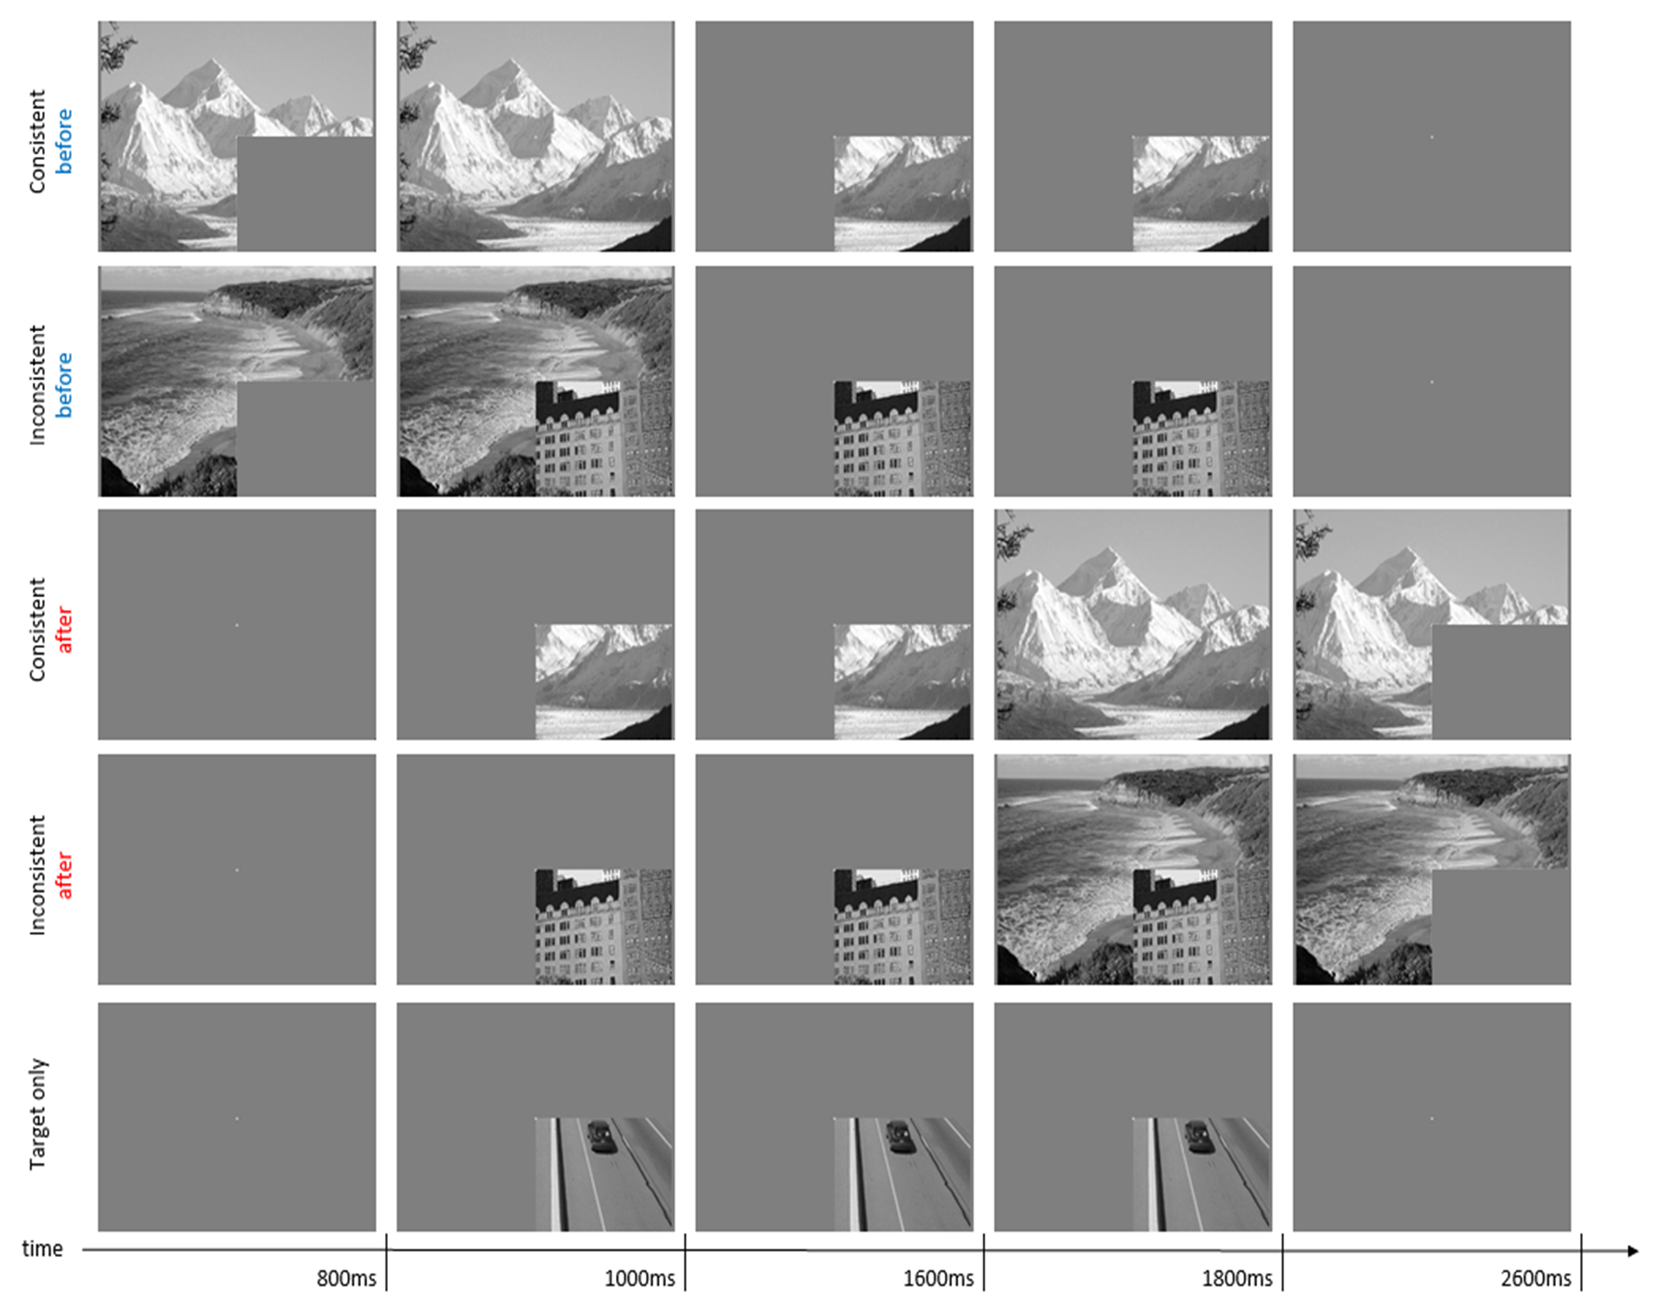 Consistent
before
Inconsistent
before
Consistent
after
Inconsistent
after
Target only
time
800ms
1000ms
1600ms
1800ms
2600ms